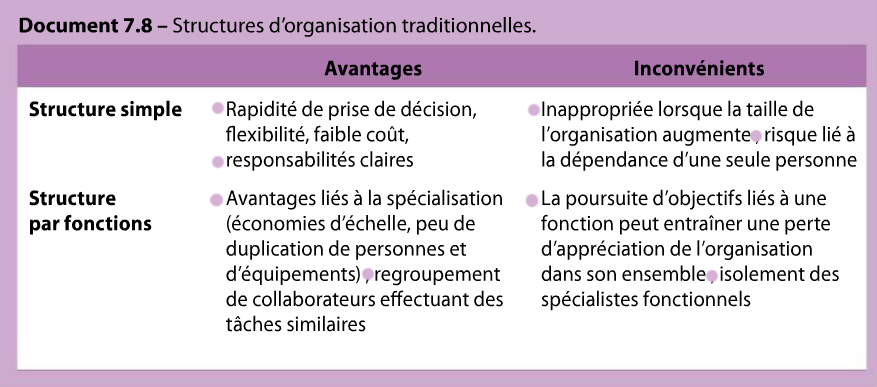 Document 7.8 – Structures d'organisation traditionnelles.
Avantages Inconvénients
Structure simple
Rapidité de prise de décision,
flexibilité, faible coût,
responsabilités claires
Inappropriée lorsque la taille de
l'organisation augmente, risque lié à
la dépendance d'une seule personne
Structure
par fonctions
Avantages liés à la spécialisation
(économies d'échelle, peu de
duplication de personnes et
d'équipements), regroupement
de collaborateurs effectuant des
tâches similaires
La poursuite d'objectifs liés à une
fonction peut entraîner une perte
d'appréciation de l'organisation
dans son ensemble, isolement des
spécialistes fonctionnels